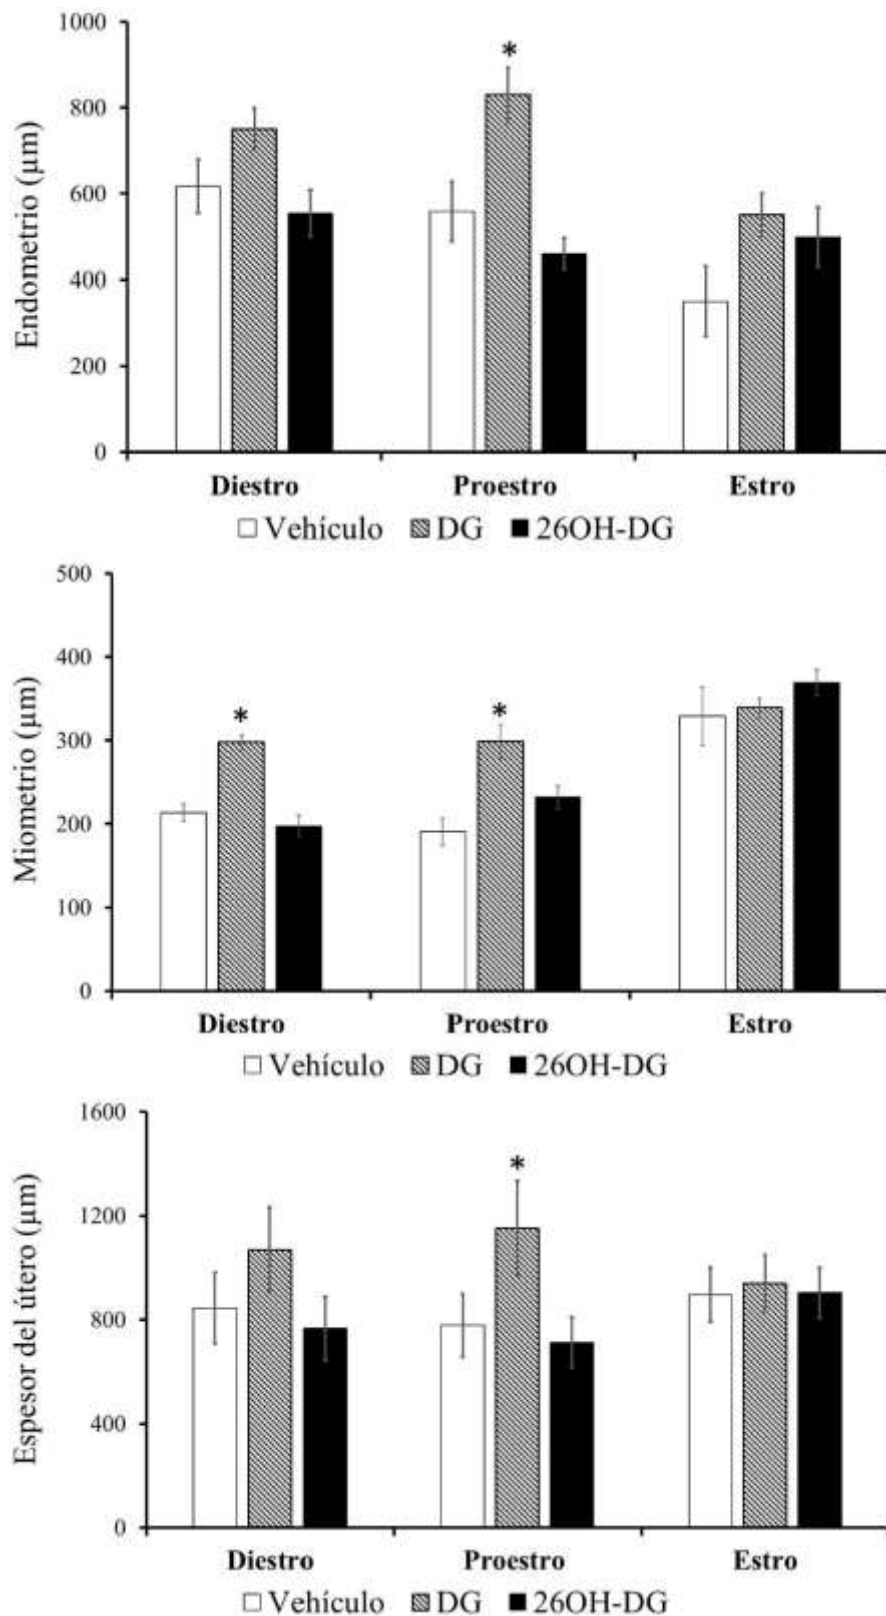 Endometrio (µm)
1000
800
600
400
200
0
*
Diestro Proestro Estro
Vehículo DG 26OH-DG
Miometrio (µm)
500
400
300
200
100
0
* *
Diestro Proestro Estro
Vehículo DG 26OH-DG
Espesor del útero (µm)
1600
1200
800
400
0
*
Diestro Proestro Estro
Vehículo DG 26OH-DG